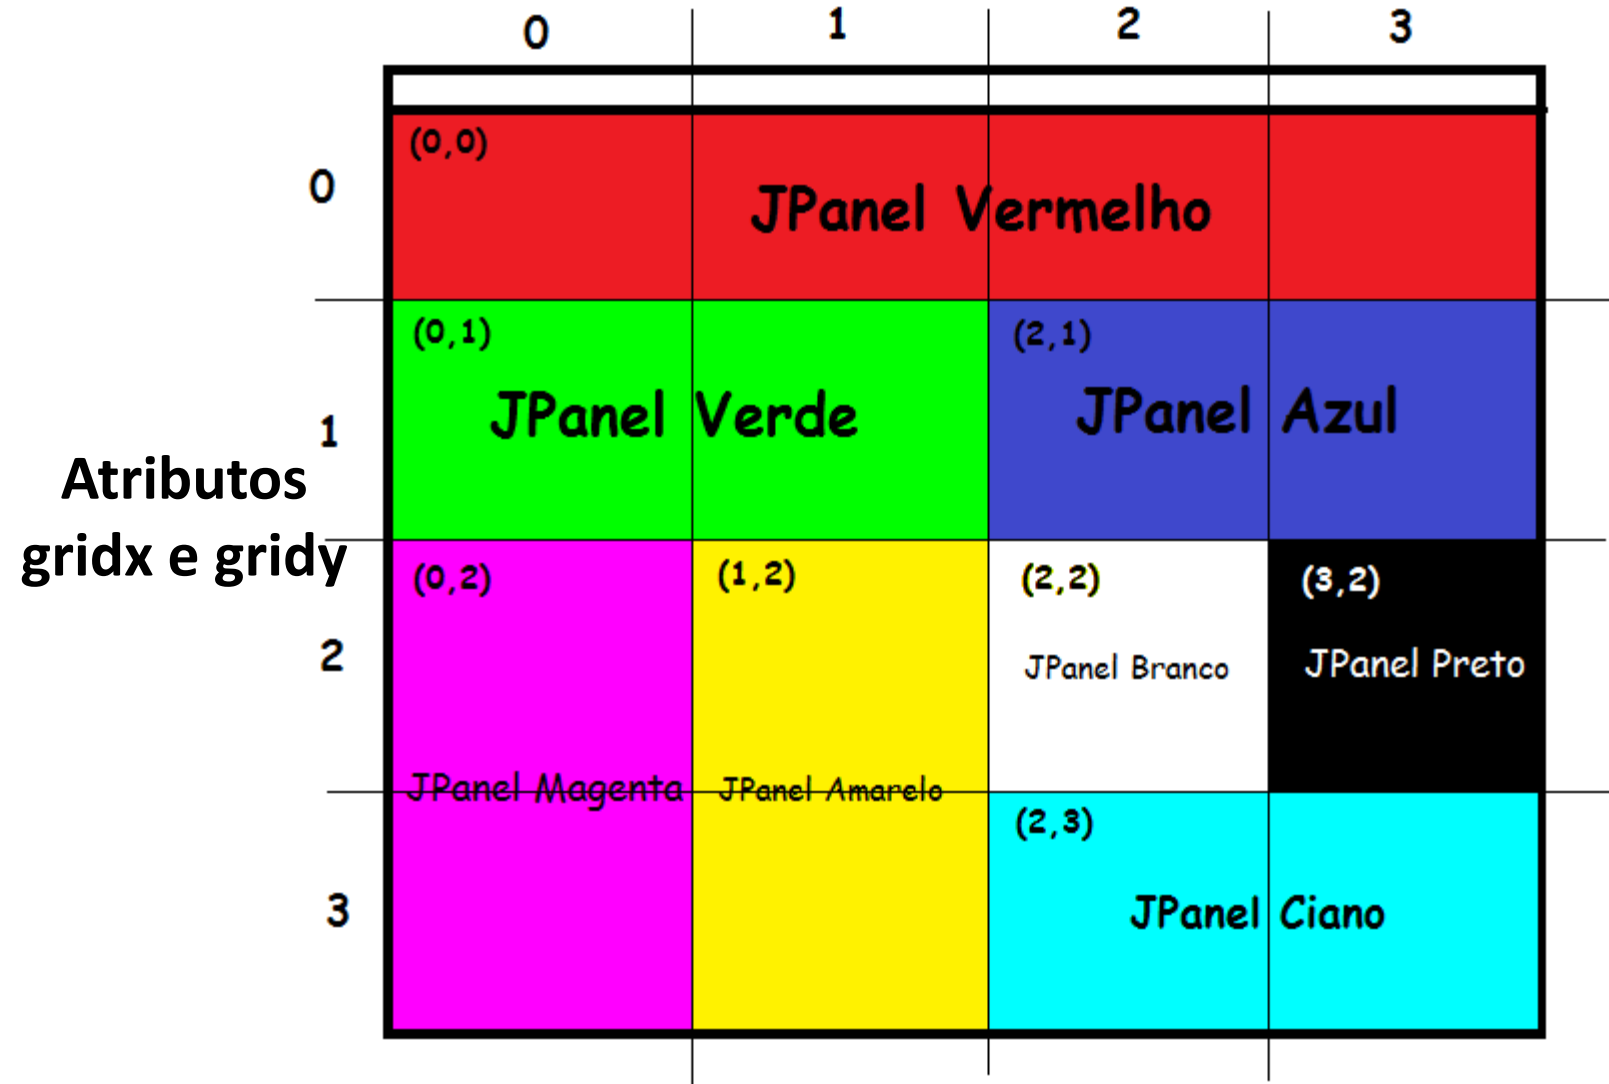 0 1 2 3
0
(0,0)
JPanel Vermelho
1
(0,1)
JPanel Verde
(2,1)
JPanel Azul
Atributos
gridx e gridy
2
(0,2)
JPanel Magenta
(1,2)
JPanel Amarelo
(2,2)
JPanel Branco
(3,2)
JPanel Preto
3
(2,3)
JPanel Ciano